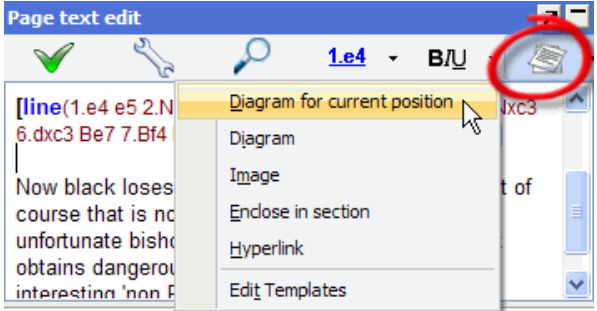 Page text edit
1.e4 B/U
[line(1.e4 e5 2.N Nxc3
6.dxc3 Be7 7.Bf4
Now black loses t of
course that is no
unfortunate bisho
obtains dangerou
interesting 'non
Diagram for current position
Diagram
Image
Enclose in section
Hyperlink
Edit Templates